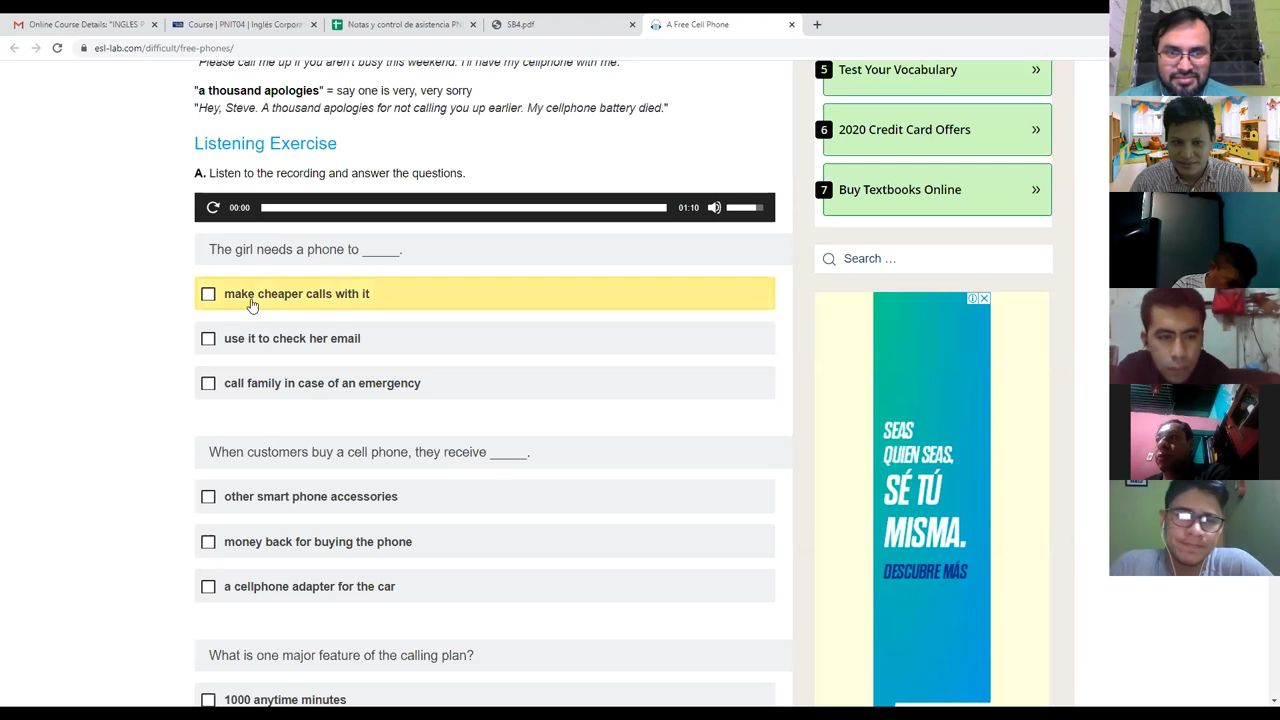 Online Course Details: "INGLES P
Course | PNIT04 | Inglés Corpor
Notas y control de asistencia PNI
SB4.pdf
A Free Cell Phone
esl-lab.com/difficult/free-phones/
"Please call me up if you aren't busy this weekend. I'll have my cellphone with me."
"a thousand apologies" = say one is very, very sorry
"Hey, Steve. A thousand apologies for not calling you up earlier. My cellphone battery died."
Listening Exercise
A. Listen to the recording and answer the questions.
00:00
01:10
The girl needs a phone to _____.
make cheaper calls with it
use it to check her email
call family in case of an emergency
When customers buy a cell phone, they receive _____.
other smart phone accessories
money back for buying the phone
a cellphone adapter for the car
What is one major feature of the calling plan?
1000 anytime minutes
5 Test Your Vocabulary »
6 2020 Credit Card Offers »
7 Buy Textbooks Online »
Search …
SEAS
QUIEN SEAS,
SÉ TÚ
MISMA.
DESCUBRE MÁS